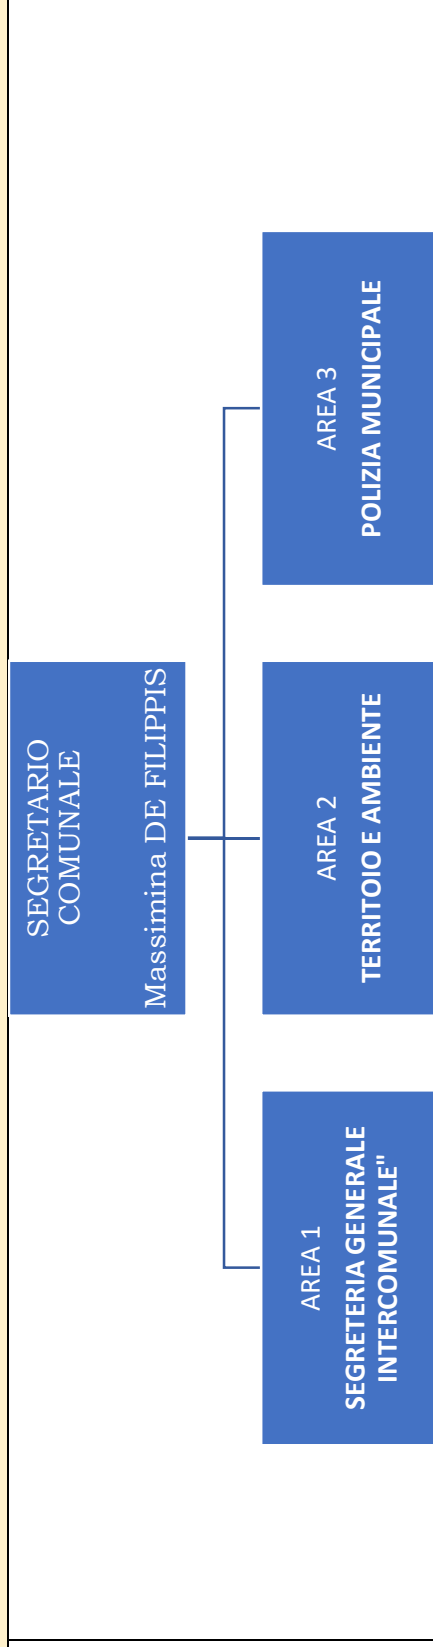 SEGRETARIO
COMUNALE
Massimina DE FILIPPIS
AREA 1
SEGRETERIA GENERALE
INTERCOMUNALE"
AREA 2
TERRITOIO E AMBIENTE
AREA 3
POLIZIA MUNICIPALE